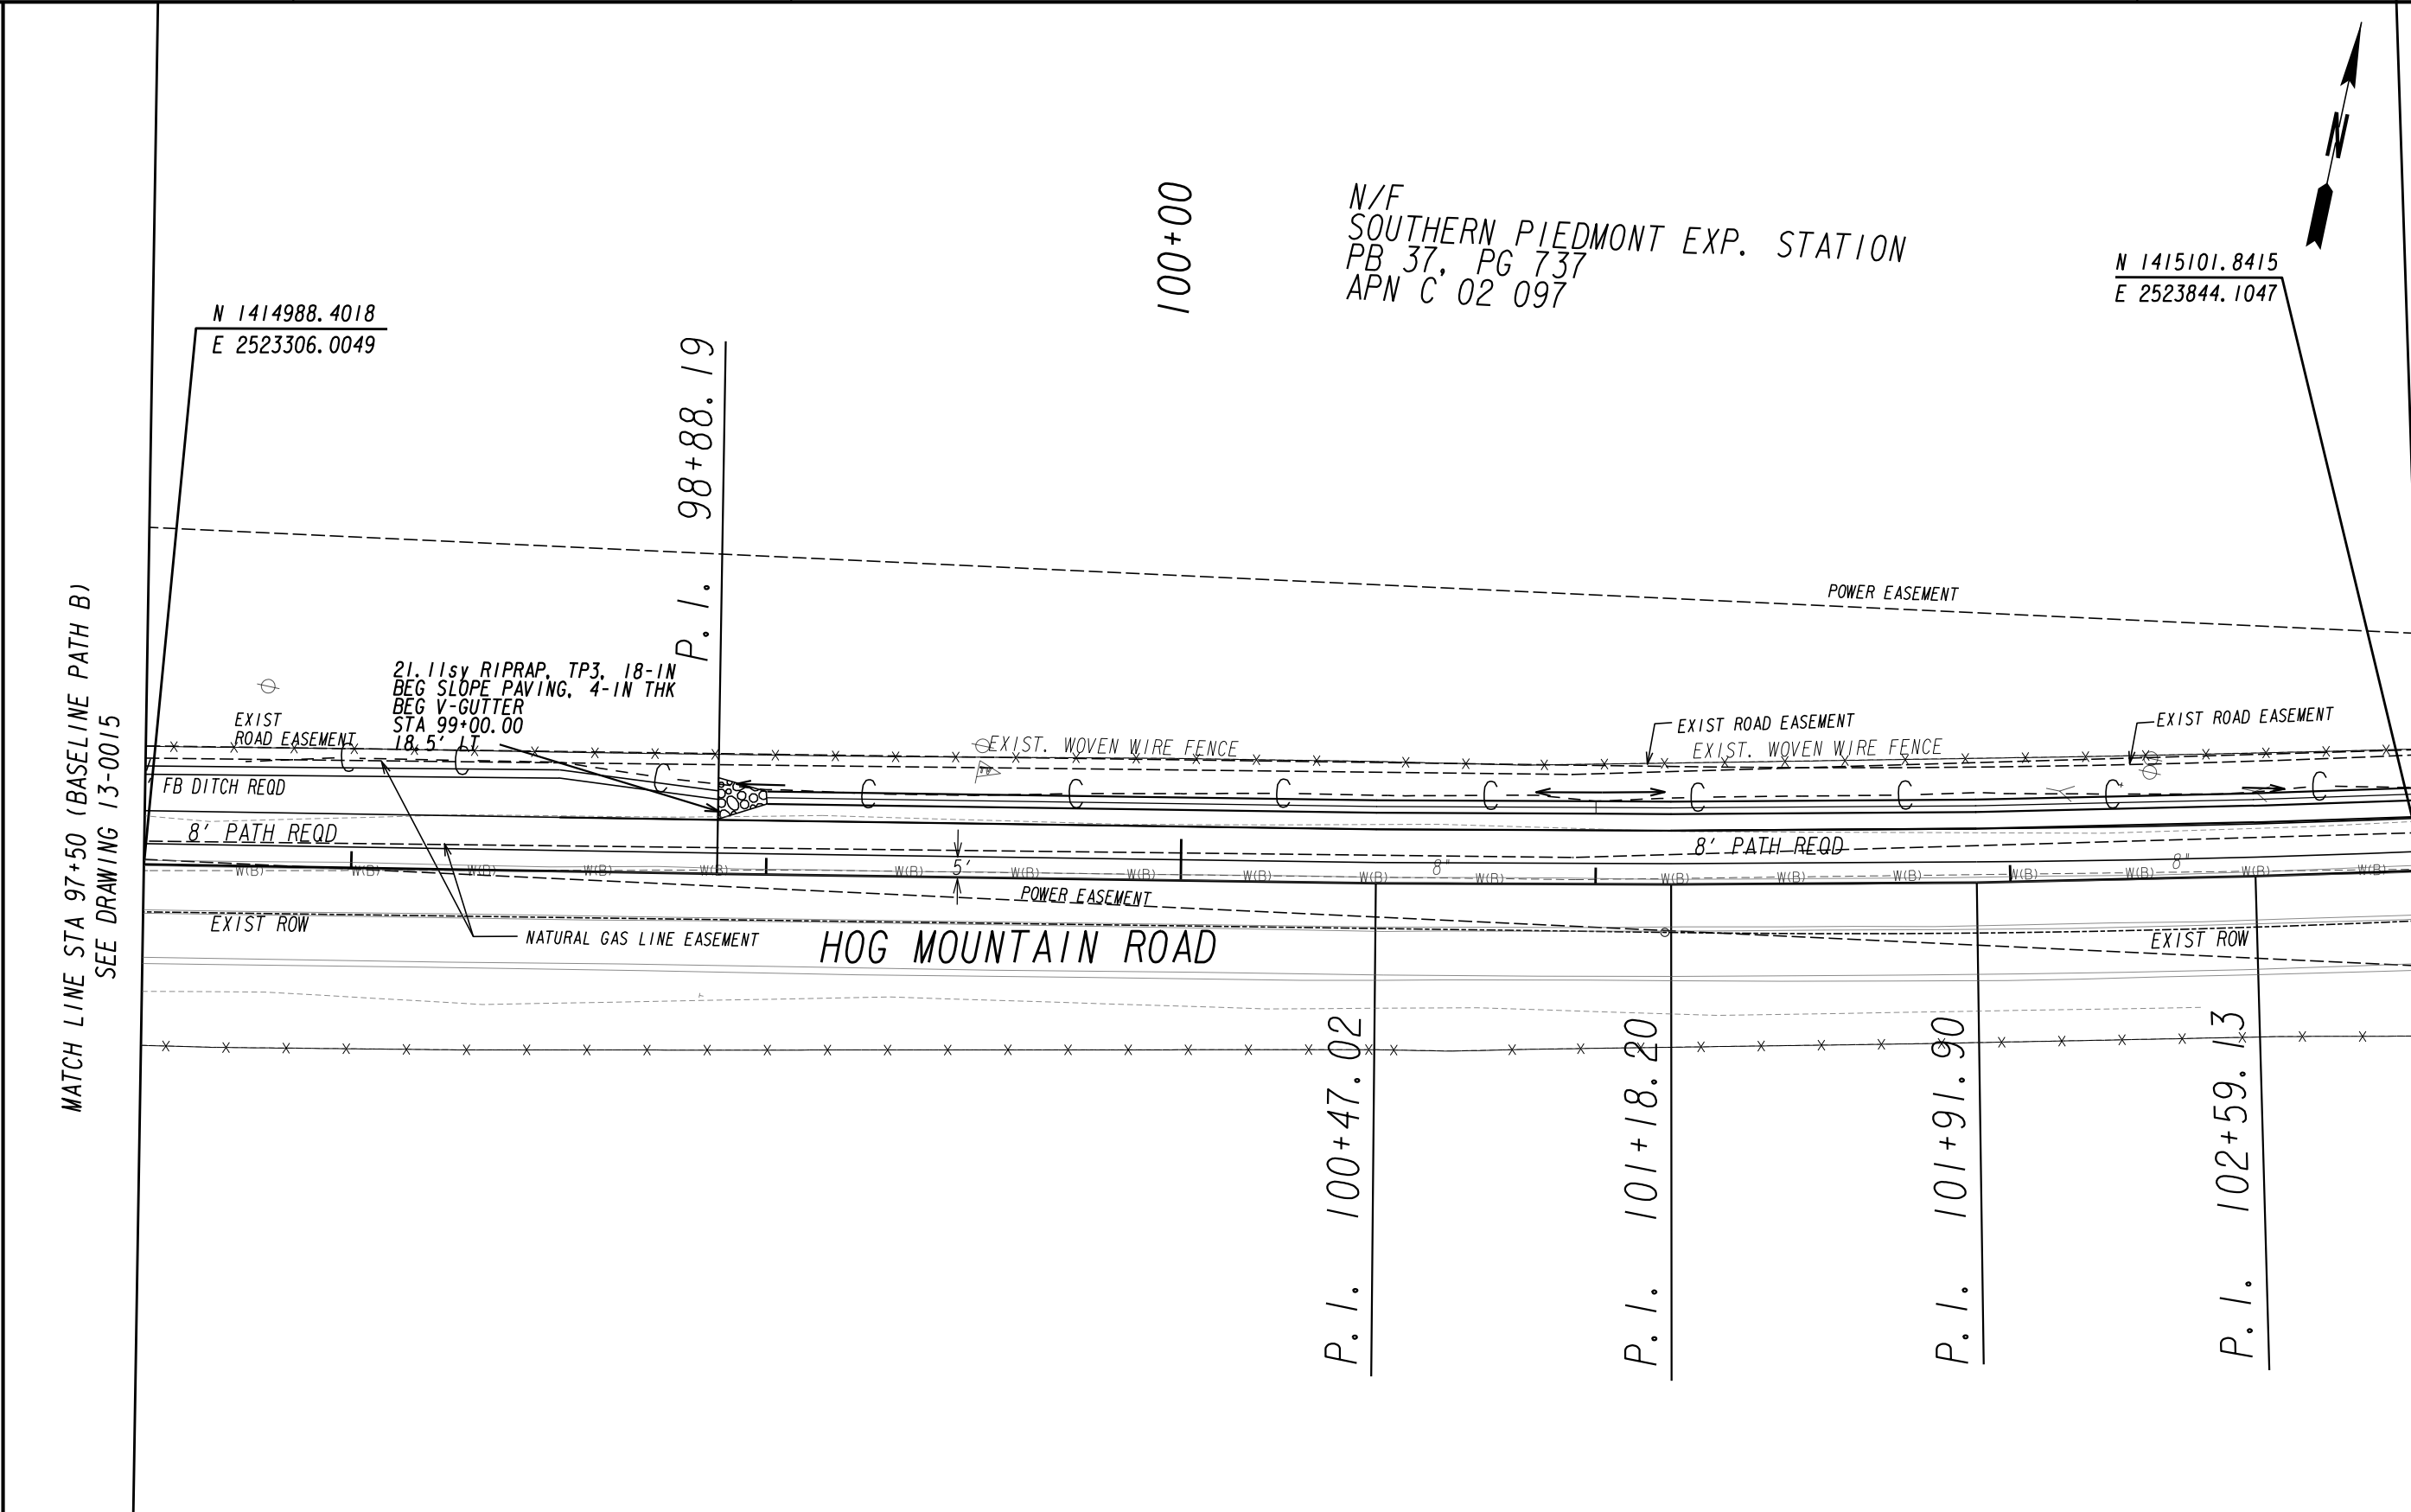 N
100+00
N/F
SOUTHERN PIEDMONT EXP. STATION
PB 37, PG 737
APN C 02 097
N 1415101.8415
E 2523844.1047
N 1414988.4018
E 2523306.0049
P.I. 98+88.19
POWER EASEMENT
MATCH LINE STA 97+50 (BASELINE PATH B)
SEE DRAWING 13-0015
21.11sy RIPRAP, TP3, 18-IN
BEG SLOPE PAVING, 4-IN THK
BEG V-GUTTER
STA 99+00.00
18.5' LT
EXIST
ROAD EASEMENT
EXIST. WOVEN WIRE FENCE
EXIST ROAD EASEMENT
EXIST. WOVEN WIRE FENCE
EXIST ROAD EASEMENT
C C C C C C C C C C C C
FB DITCH REQD
8' PATH REQD
8' PATH REQD
5'
8"
8"
W(B) W(B) W(B) W(B) W(B) W(B) W(B) W(B) W(B) W(B) W(B) W(B) W(B) W(B) W(B) W(B) W(B) W(B) W(B)
POWER EASEMENT
EXIST ROW
NATURAL GAS LINE EASEMENT
HOG MOUNTAIN ROAD
EXIST ROW
P.I. 100+47.02
P.I. 101+18.20
P.I. 101+91.90
P.I. 102+59.13